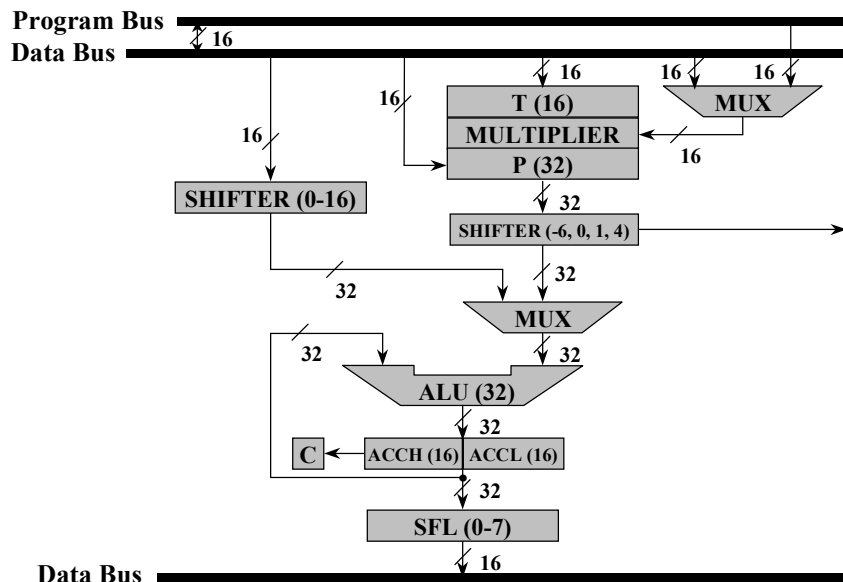 Program Bus
16
Data Bus
16
16
16
16
T (16)
MUX
16
MULTIPLIER
16
P (32)
SHIFTER (0-16)
32
SHIFTER (-6, 0, 1, 4)
32
32
MUX
32
32
ALU (32)
32
C
ACCH (16)
ACCL (16)
32
SFL (0-7)
16
Data Bus